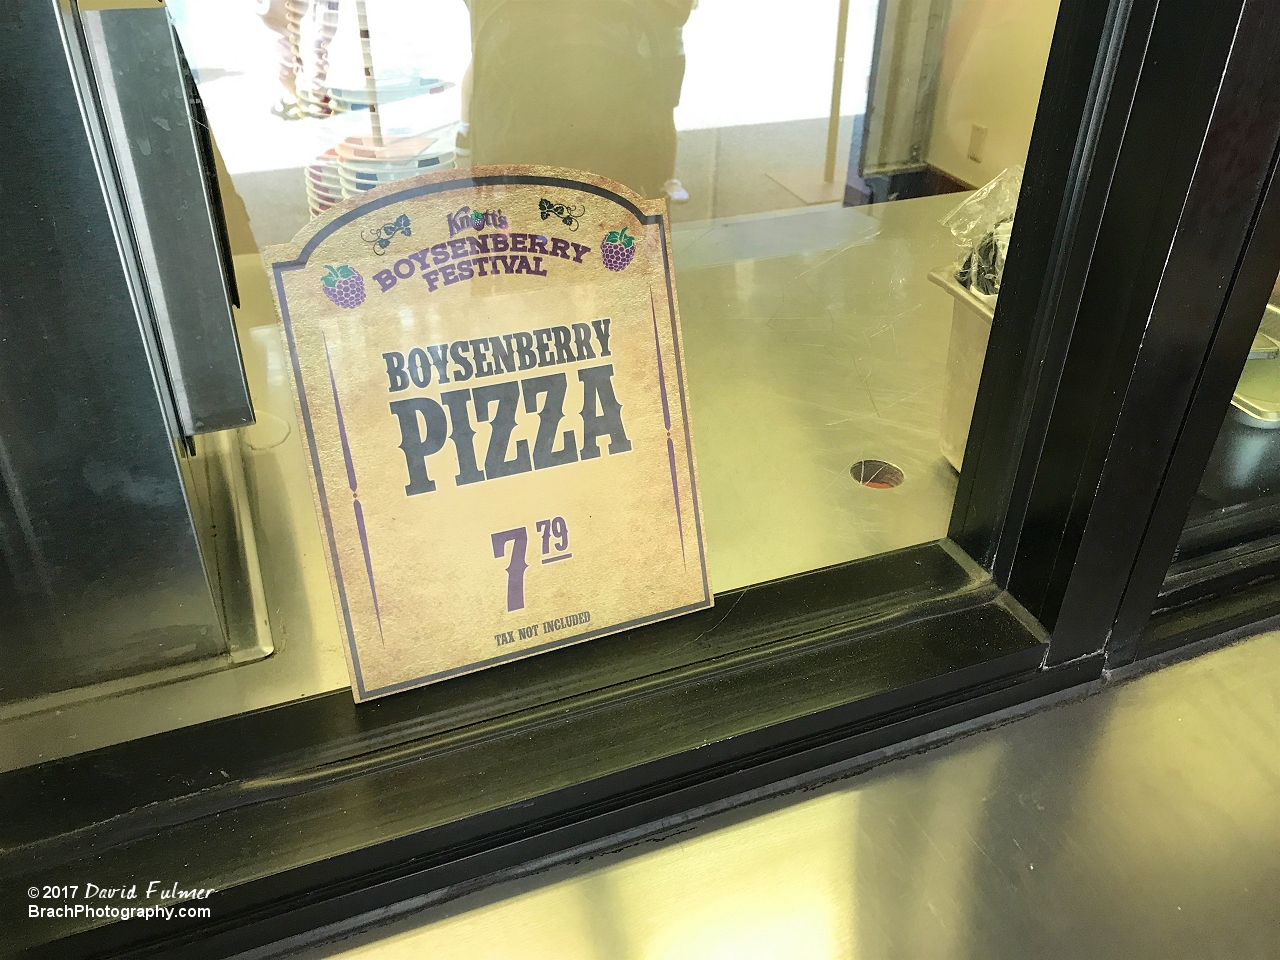 Knott's
BOYSENBERRY
FESTIVAL
BOYSENBERRY
PIZZA
7 79
TAX NOT INCLUDED
© 2017 David Fulmer
BrachPhotography.com